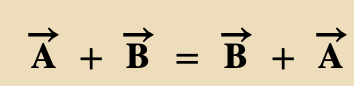 A⃗ + B⃗ = B⃗ + A⃗